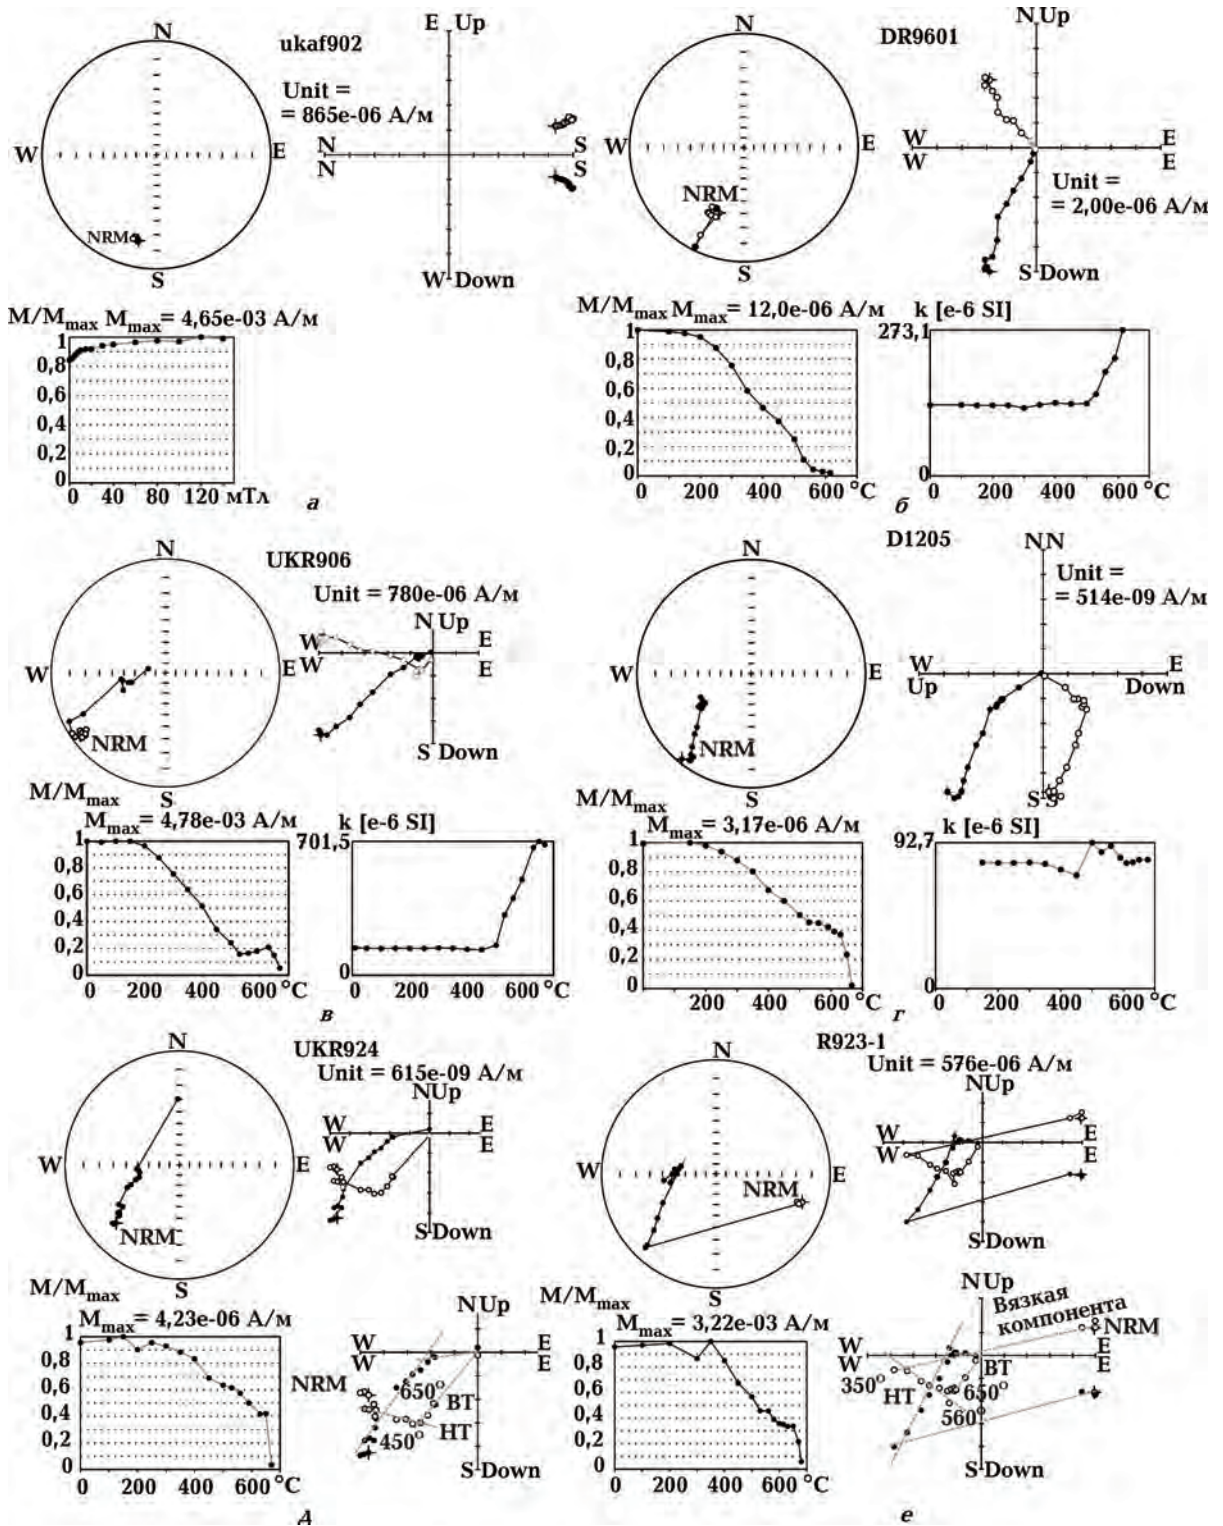 N
ukaf902
E Up
Unit =
= 865e-06 А/м
W
E
N
S
N
S
NRM
S
W Down
M/Mmax Mmax = 4,65e-03 А/м
1
0,8
0,6
0,4
0,2
0
0 40 80 120 мТл
а
N
DR9601
N Up
W
E
W
E
W
E
NRM
Unit =
= 2,00e-06 А/м
S
S Down
M/Mmax Mmax = 12,0e-06 А/м
k [e-6 SI]
1
0,8
0,6
0,4
0,2
0
0 200 400 600 °C
273,1
0
0 200 400 600 °C
б
N
UKR906
Unit = 780e-06 А/м
N Up
W
E
W
E
W
E
NRM
S
S Down
M/Mmax
Mmax = 4,78e-03 А/м
k [e-6 SI]
1
0,8
0,6
0,4
0,2
0
0 200 400 600 °C
701,5
0
0 200 400 600 °C
в
N
D1205
N N
Unit =
= 514e-09 А/м
W
E
W
E
Up
Down
NRM
S
S S
M/Mmax
Mmax = 3,17e-06 А/м
k [e-6 SI]
1
0,8
0,6
0,4
0,2
0
200 400 600 °C
92,7
0
0 200 400 600 °C
г
N
UKR924
Unit = 615e-09 А/м
N Up
W
E
W
E
W
E
NRM
S
S Down
M/Mmax
Mmax = 4,23e-06 А/м
1
0,8
0,6
0,4
0,2
0
0 200 400 600 °C
N Up
W
E
W
E
NRM
650°
ВТ
НТ
450°
S Down
д
N
R923-1
Unit = 576e-06 А/м
N Up
W
E
W
E
W
E
NRM
S
S Down
M/Mmax
Mmax = 3,22e-03 А/м
1
0,8
0,6
0,4
0,2
0
0 200 400 600 °C
N Up
Вязкая
компонента
NRM
W
E
W
E
350°
НТ
ВТ
650°
560°
S Down
е